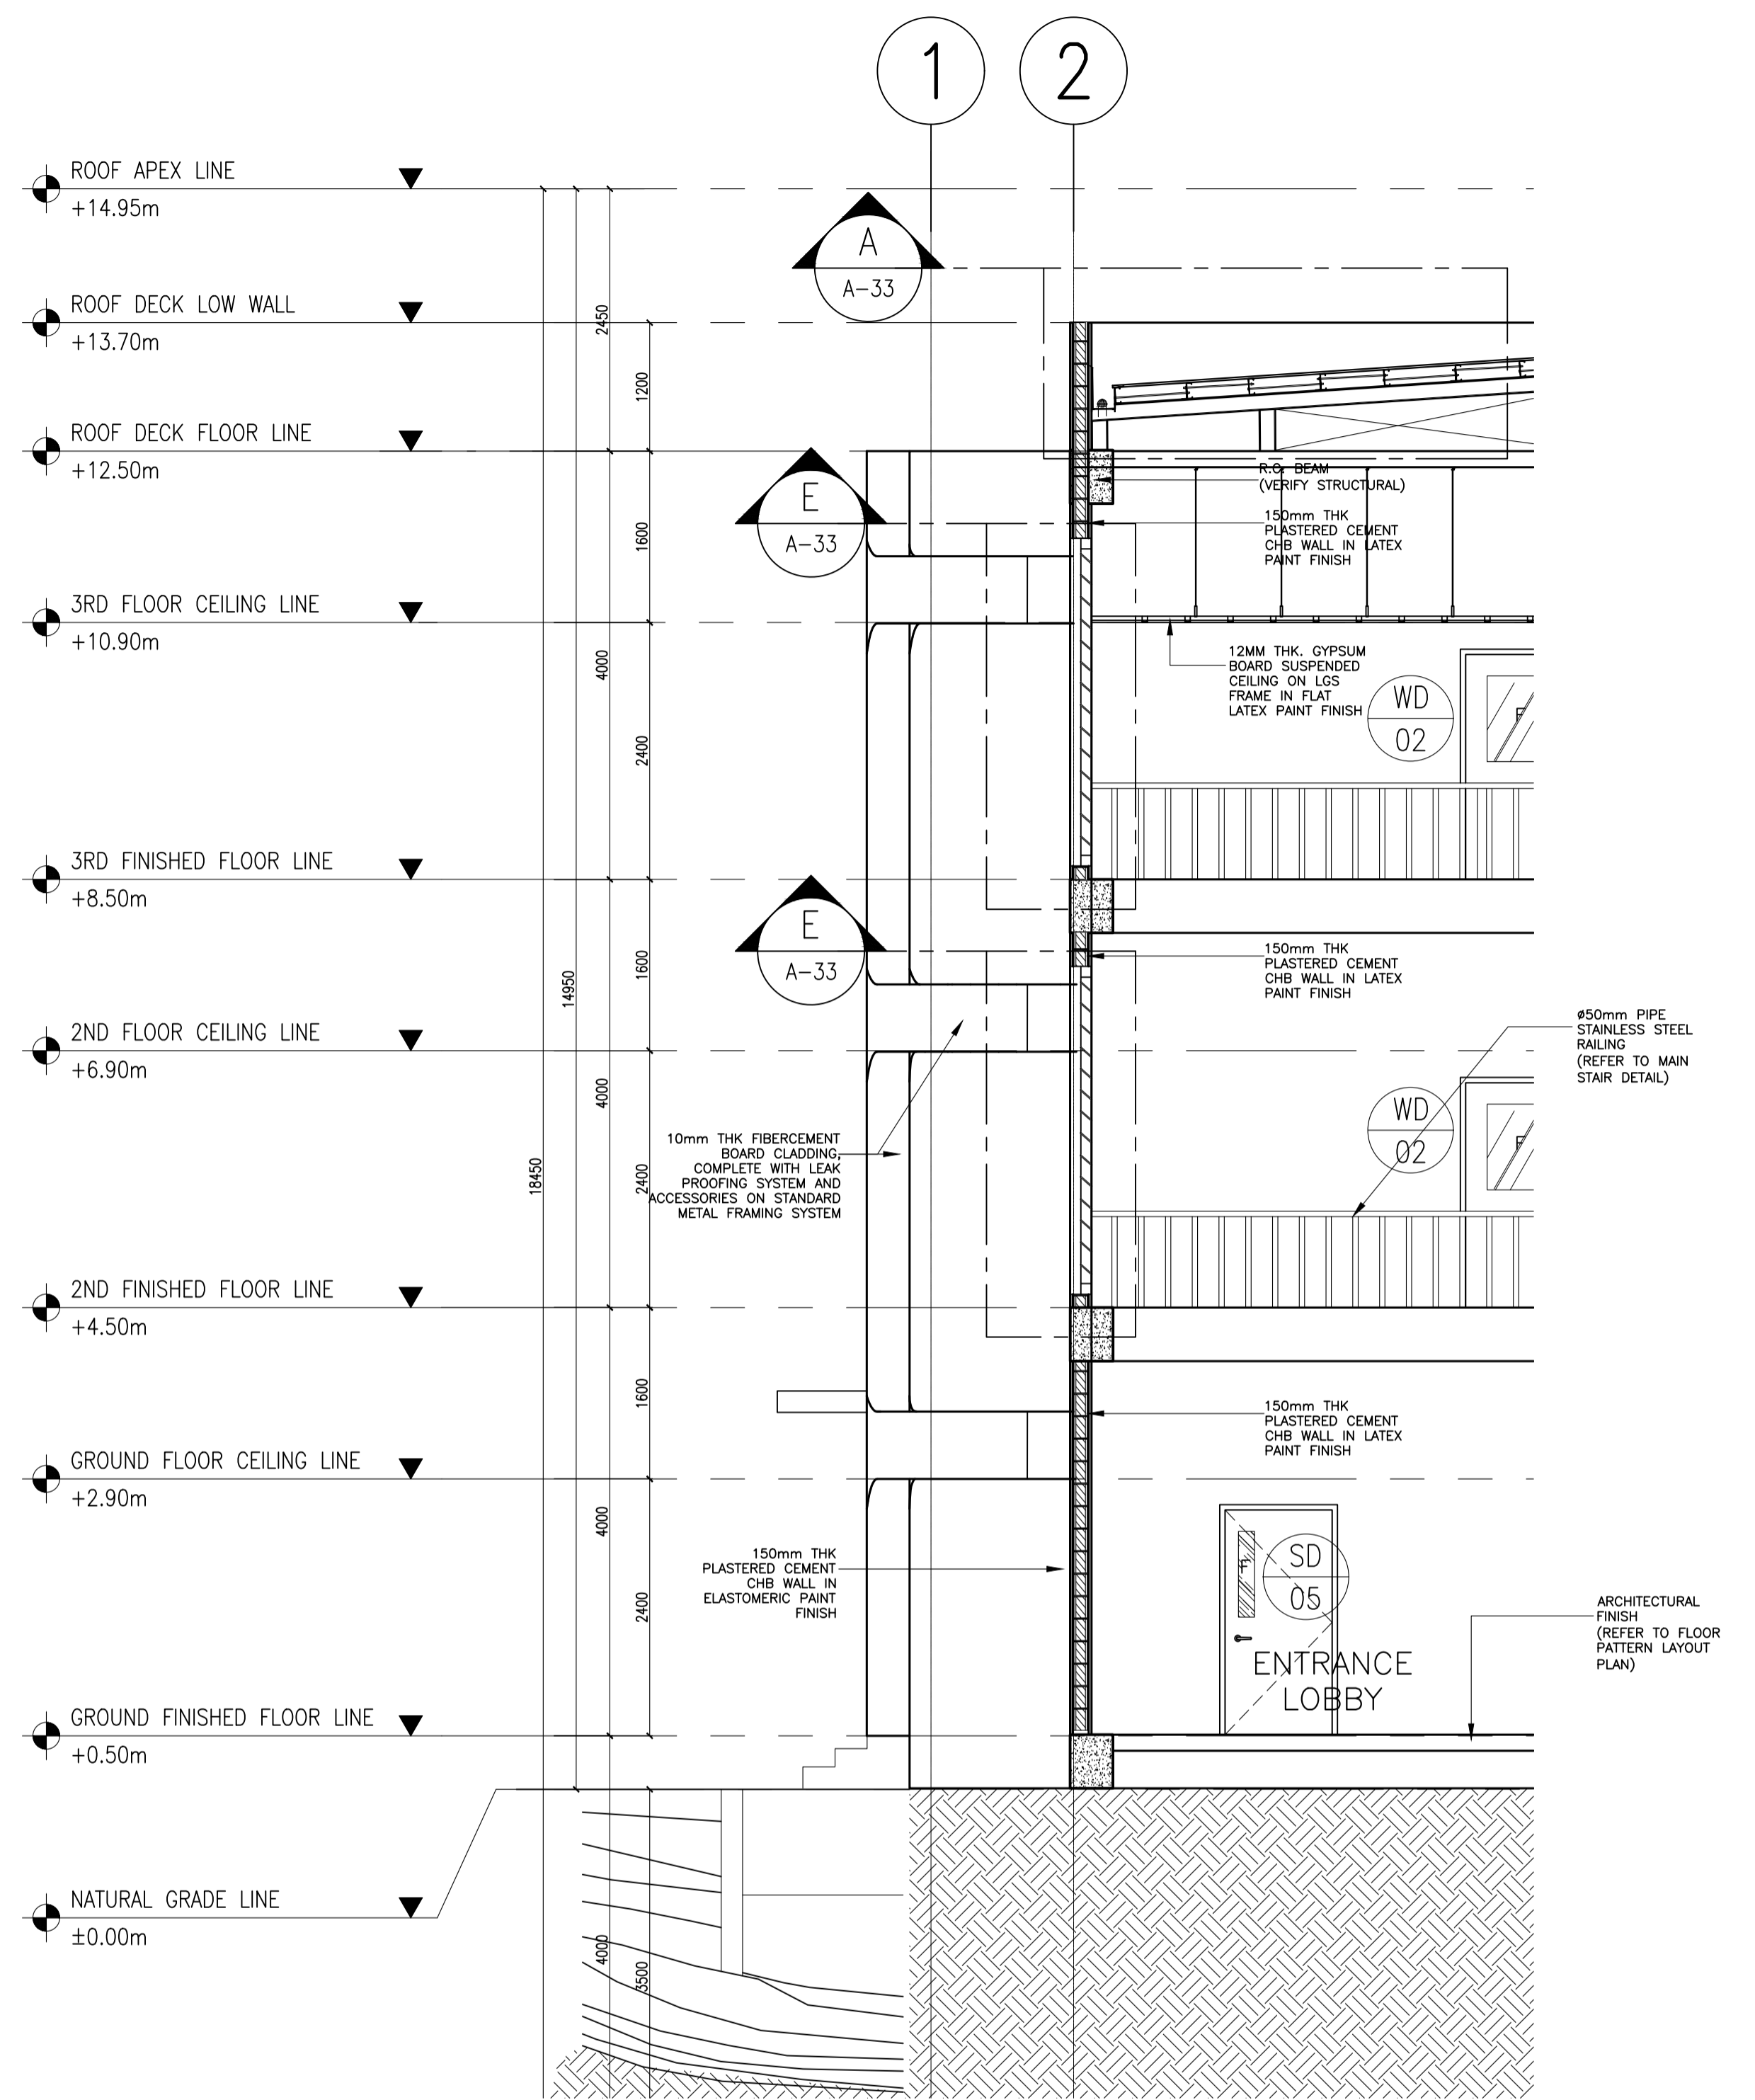 1
2
ROOF APEX LINE
+14.95m
ROOF DECK LOW WALL
+13.70m
ROOF DECK FLOOR LINE
+12.50m
3RD FLOOR CEILING LINE
+10.90m
3RD FINISHED FLOOR LINE
+8.50m
2ND FLOOR CEILING LINE
+6.90m
2ND FINISHED FLOOR LINE
+4.50m
GROUND FLOOR CEILING LINE
+2.90m
GROUND FINISHED FLOOR LINE
+0.50m
NATURAL GRADE LINE
±0.00m
18450
14950
2450
4000
4000
4000
4000
1200
1600
2400
1600
2400
1600
2400
3500
A
A-33
E
A-33
E
A-33
R.C. BEAM
(VERIFY STRUCTURAL)
150mm THK
PLASTERED CEMENT
CHB WALL IN LATEX
PAINT FINISH
12MM THK. GYPSUM
BOARD SUSPENDED
CEILING ON LGS
FRAME IN FLAT
LATEX PAINT FINISH
WD
02
F
150mm THK
PLASTERED CEMENT
CHB WALL IN LATEX
PAINT FINISH
ø50mm PIPE
STAINLESS STEEL
RAILING
(REFER TO MAIN
STAIR DETAIL)
WD
02
F
10mm THK FIBERCEMENT
BOARD CLADDING,
COMPLETE WITH LEAK
PROOFING SYSTEM AND
ACCESSORIES ON STANDARD
METAL FRAMING SYSTEM
150mm THK
PLASTERED CEMENT
CHB WALL IN LATEX
PAINT FINISH
150mm THK
PLASTERED CEMENT
CHB WALL IN
ELASTOMERIC PAINT
FINISH
F
SD
05
ENTRANCE
LOBBY
ARCHITECTURAL
FINISH
(REFER TO FLOOR
PATTERN LAYOUT
PLAN)